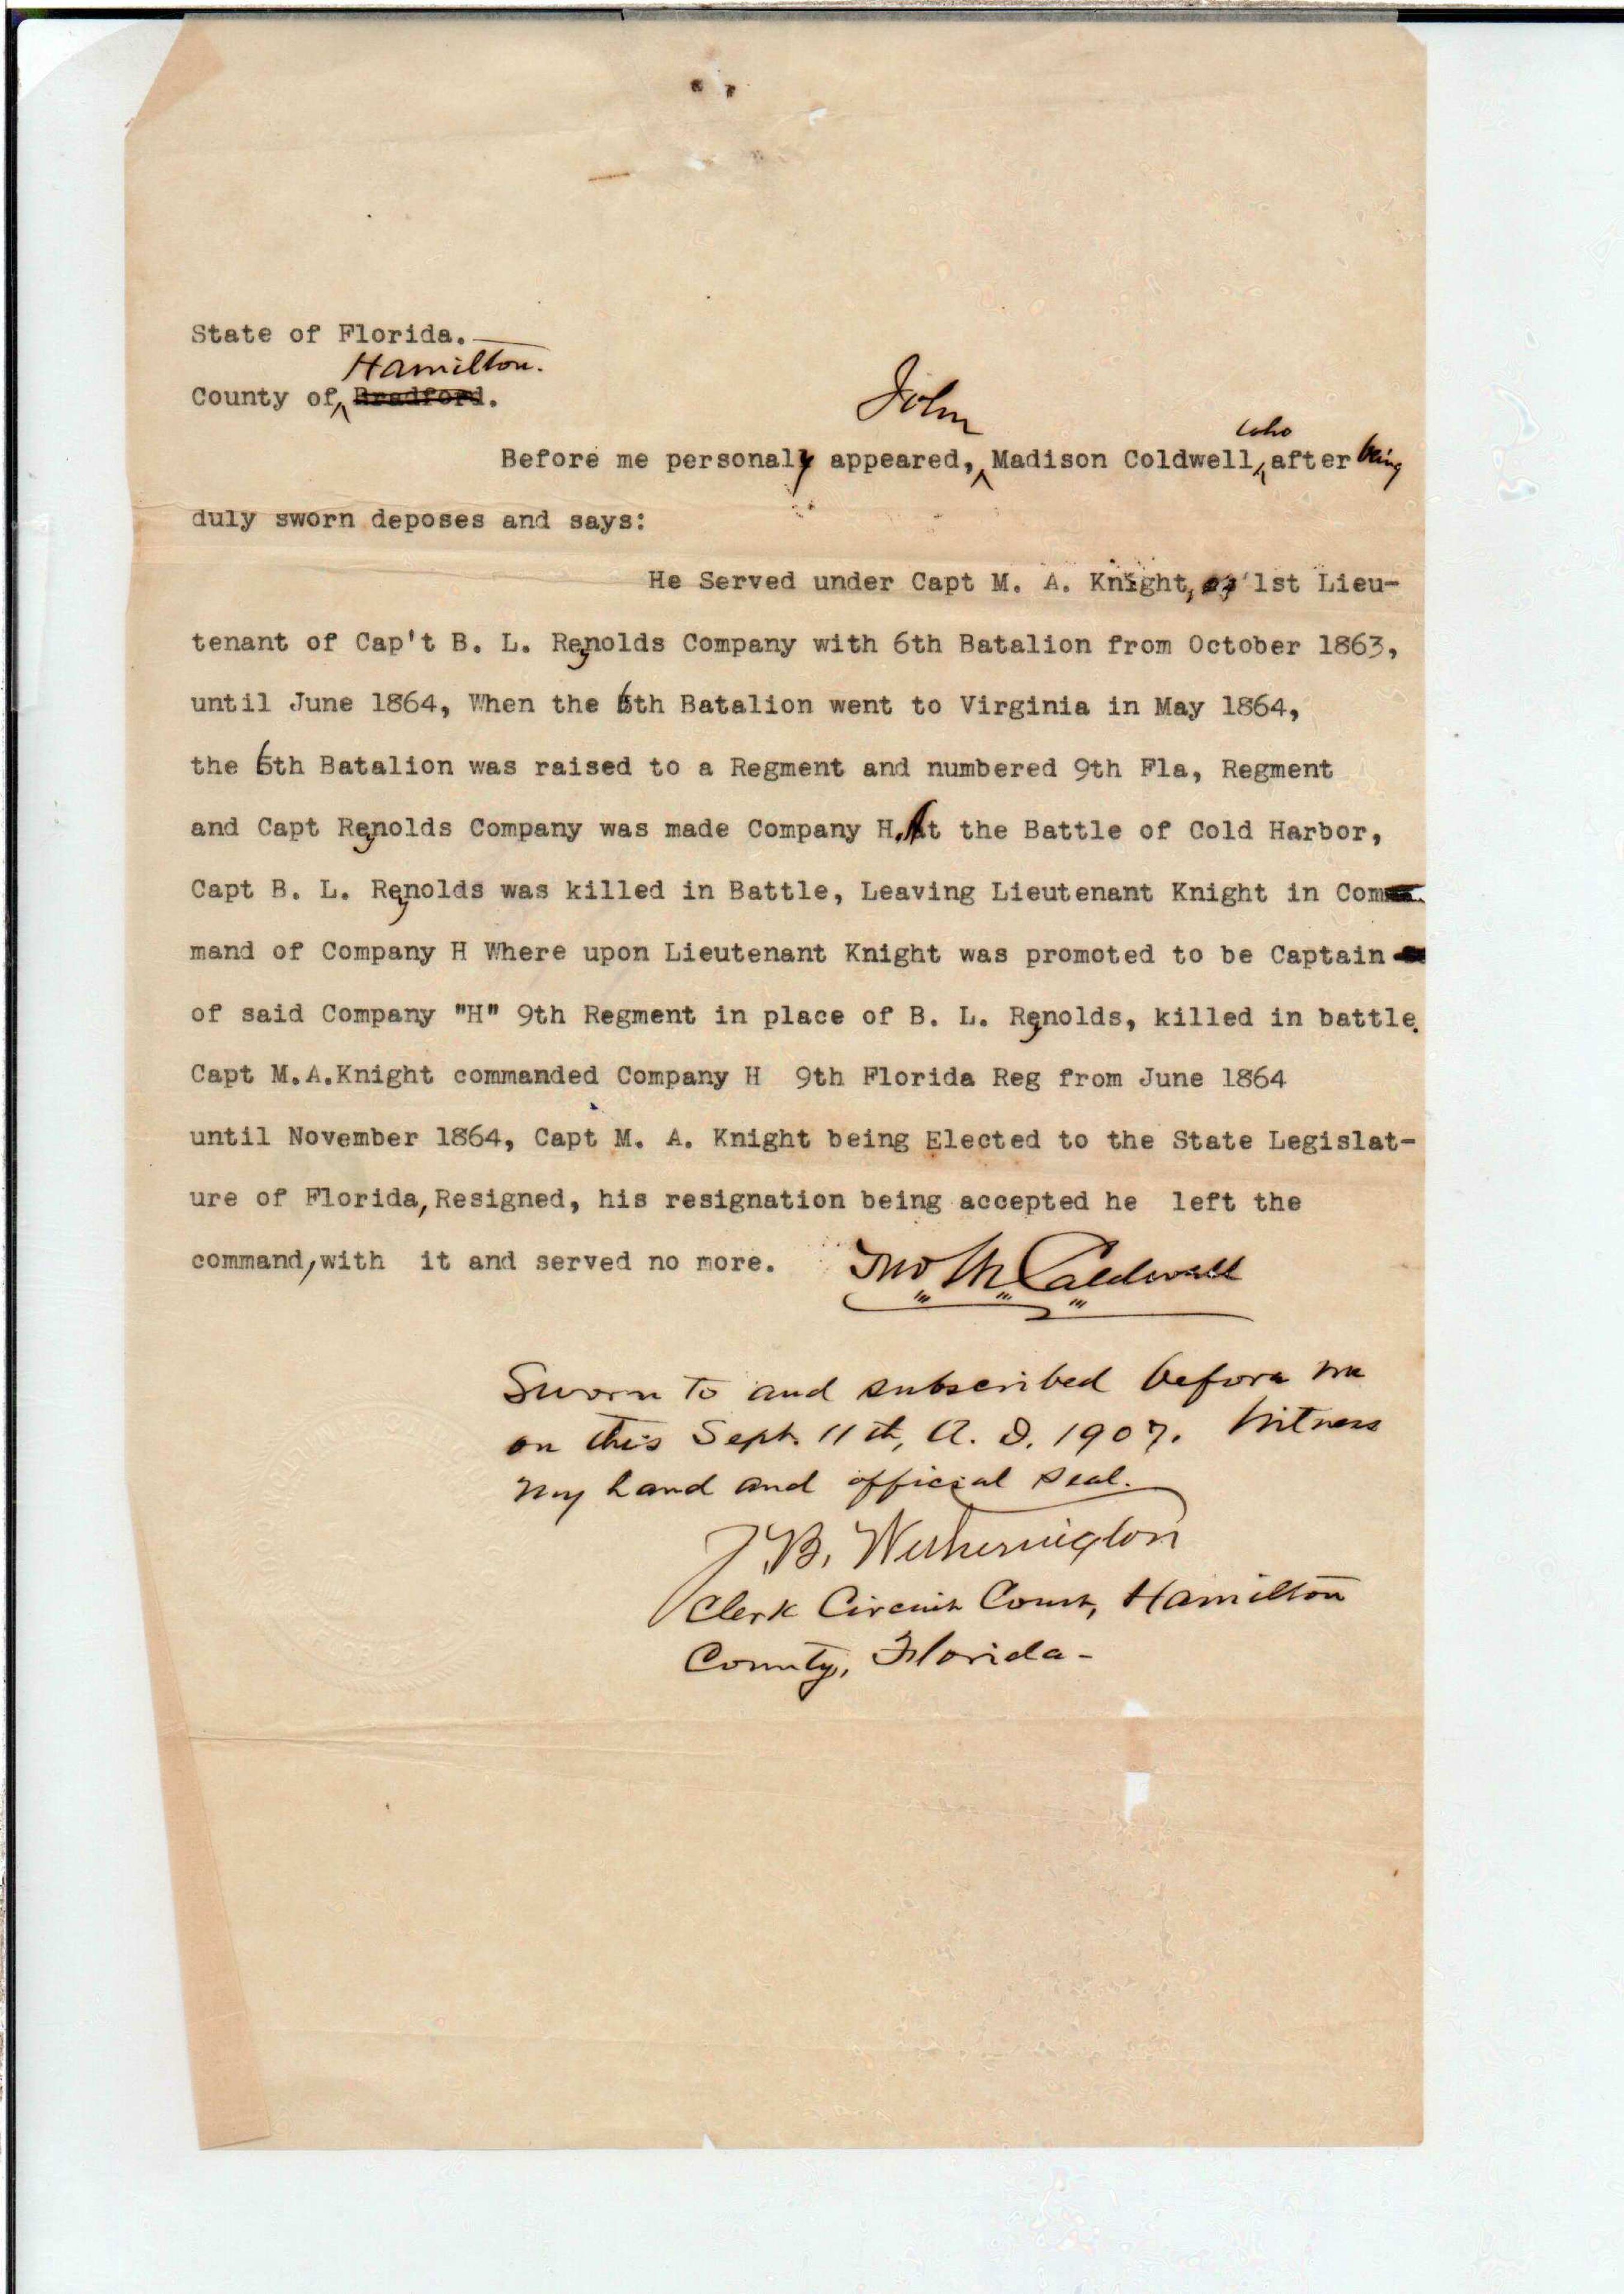 State of Florida.
Hamilton.
County of ^ Bradford.
John
who
Before me personaly appeared, ^ Madison Coldwell, ^ after being
duly sworn deposes and says:
He Served under Capt M. A. Knight, 1st Lieu-
tenant of Cap't B. L. Reynolds Company with 6th Batalion from October 1863,
until June 1864, When the 6th Batalion went to Virginia in May 1864,
the 6th Batalion was raised to a Regment and numbered 9th Fla, Regment
and Capt Reynolds Company was made Company H. At the Battle of Cold Harbor,
Capt B. L. Reynolds was killed in Battle, Leaving Lieutenant Knight in Com
mand of Company H Where upon Lieutenant Knight was promoted to be Captain
of said Company "H" 9th Regment in place of B. L. Reynolds, killed in battle.
Capt M.A.Knight commanded Company H 9th Florida Reg from June 1864
until November 1864, Capt M. A. Knight being Elected to the State Legislat-
ure of Florida, Resigned, his resignation being accepted he left the
command, with it and served no more. Jno. M. Caldwell
Sworn to and subscribed before me
on this Sept. 11th, A. D. 1907. Witness
my hand and official seal.
J. B. Wetherington
Clerk Circuit Court, Hamilton
County, Florida-